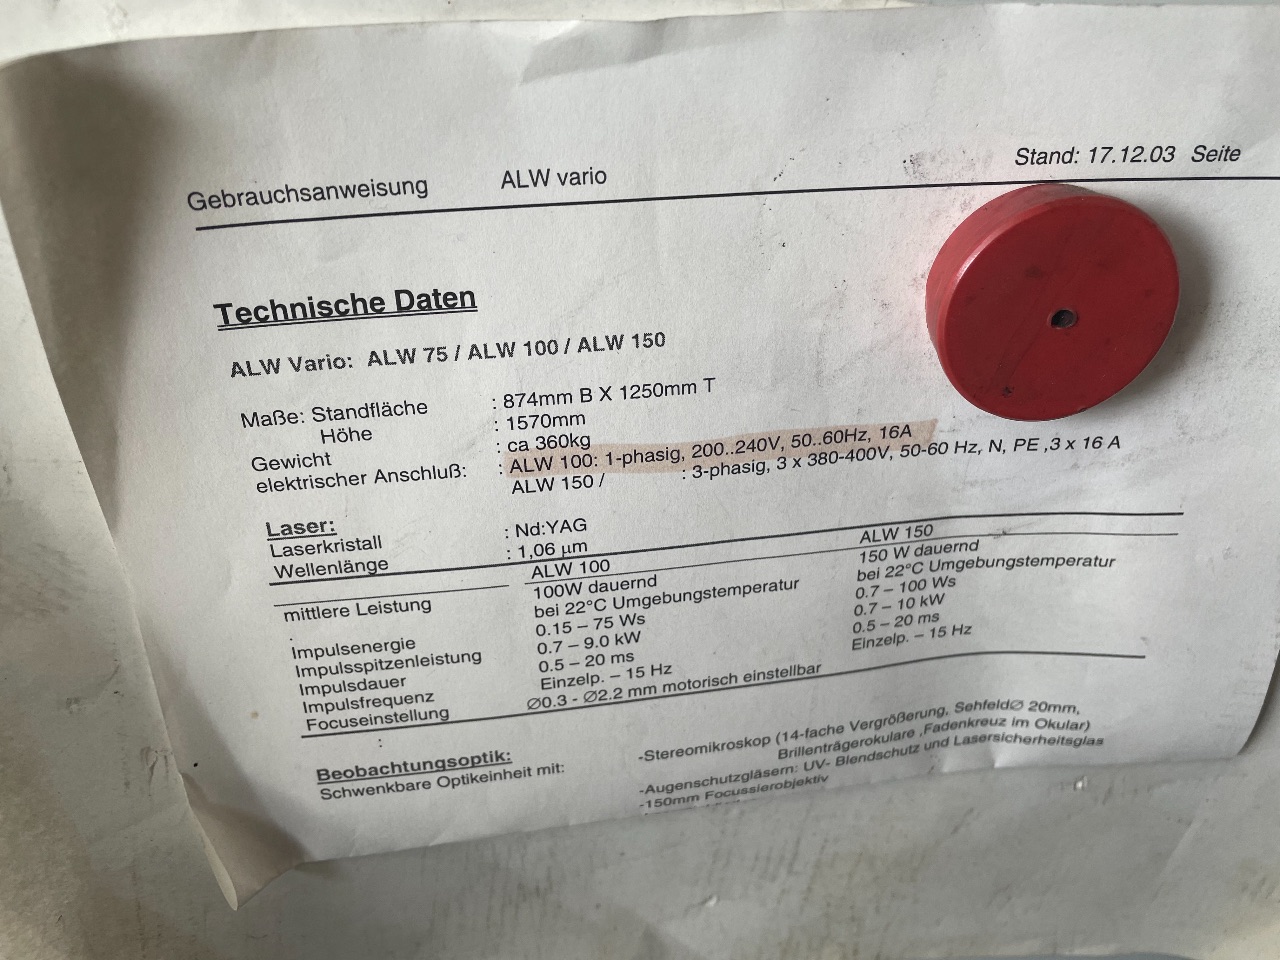 Gebrauchsanweisung ALW vario Stand: 17.12.03 Seite
Technische Daten
ALW Vario: ALW 75 / ALW 100 / ALW 150
Maße: Standfläche : 874mm B X 1250mm T
Höhe : 1570mm
Gewicht : ca 360kg
elektrischer Anschluß: : ALW 100: 1-phasig, 200..240V, 50..60Hz, 16A
ALW 150 / : 3-phasig, 3 x 380-400V, 50-60 Hz, N, PE ,3 x 16 A
Laser:
Laserkristall : Nd:YAG
Wellenlänge : 1,06 µm
ALW 100 ALW 150
mittlere Leistung 100W dauernd 150 W dauernd
. bei 22°C Umgebungstemperatur bei 22°C Umgebungstemperatur
Impulsenergie 0.15 – 75 Ws 0.7 – 100 Ws
Impulsspitzenleistung 0.7 – 9.0 kW 0.7 – 10 kW
Impulsdauer 0.5 – 20 ms 0.5 – 20 ms
Impulsfrequenz Einzelp. – 15 Hz Einzelp. – 15 Hz
Focuseinstellung Ø0.3 - Ø2.2 mm motorisch einstellbar
:
Beobachtungsoptik:
Schwenkbare Optikeinheit mit: -Stereomikroskop (14-fache Vergrößerung, SehfeldØ 20mm,
Brillenträgerokulare ,Fadenkreuz im Okular)
-Augenschutzgläsern: UV- Blendschutz und Lasersicherheitsglas
-150mm Focussierobjektiv